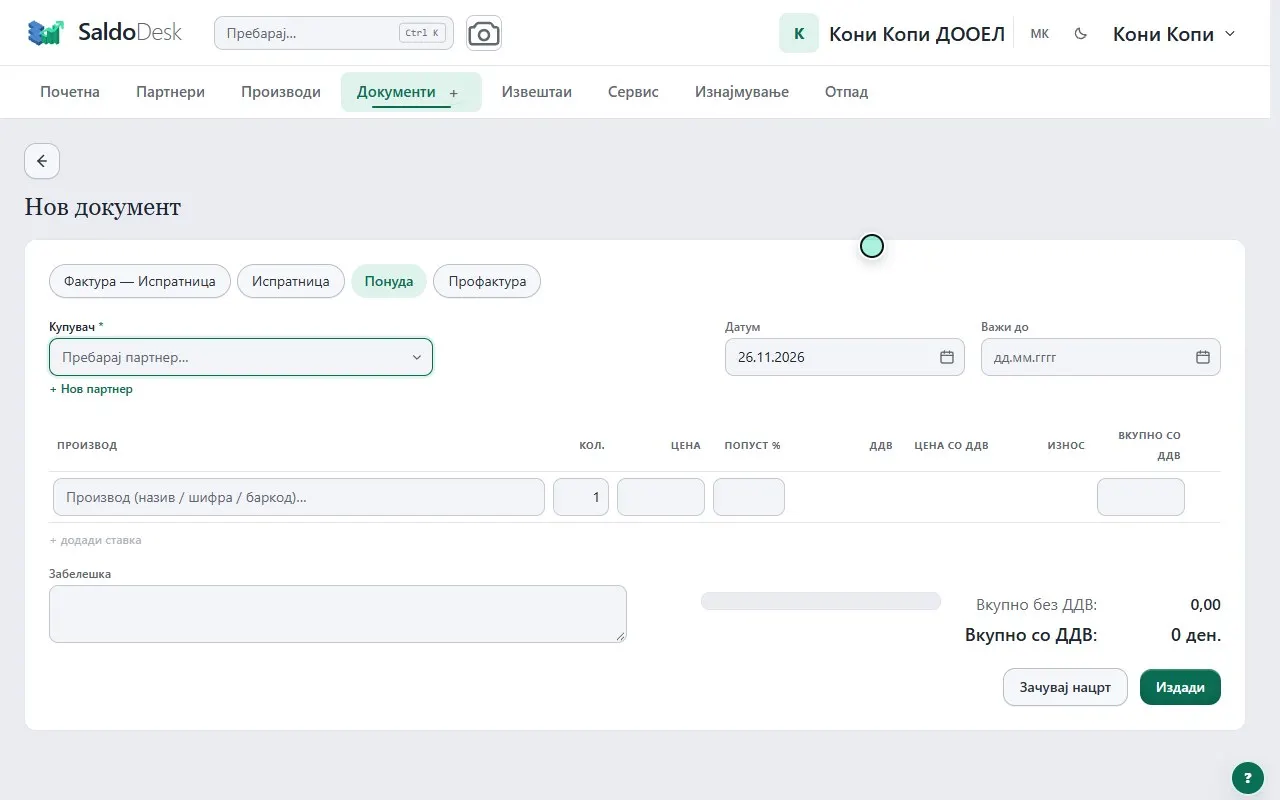 SaldoDesk
Пребарај...
Ctrl K
К
Кони Копи ДООЕЛ
МК
Кони Копи
Почетна
Партнери
Производи
Документи +
Извештаи
Сервис
Изнајмување
Отпад
Нов документ
Фактура — Испратница
Испратница
Понуда
Профактура
Купувач *
Датум
Важи до
Пребарај партнер...
26.11.2026
дд.мм.гггг
+ Нов партнер
ПРОИЗВОД
КОЛ.
ЦЕНА
ПОПУСТ %
ДДВ
ЦЕНА СО ДДВ
ИЗНОС
ВКУПНО СО
ДДВ
Производ (назив / шифра / баркод)...
1
+ додади ставка
Забелешка
Вкупно без ДДВ: 0,00
Вкупно со ДДВ: 0 ден.
Зачувај нацрт
Издади
?